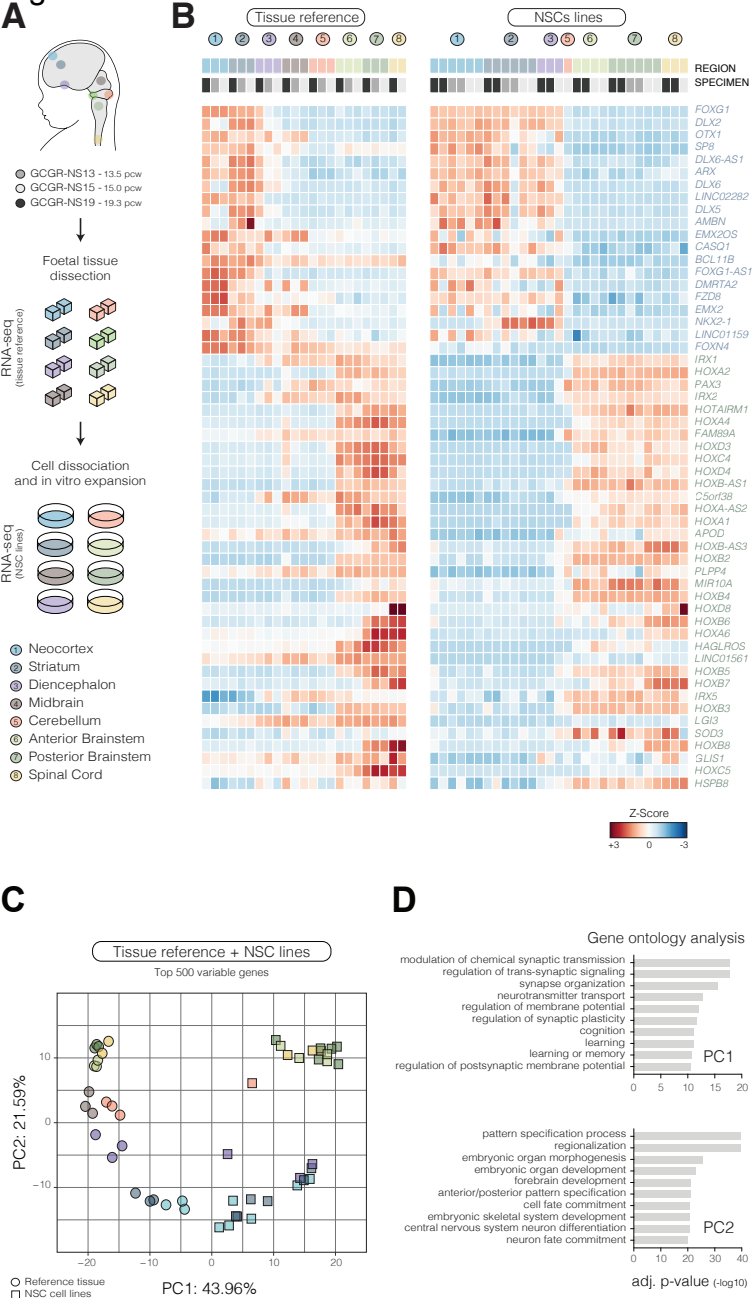 A
GCGR-NS13 - 13.5 pcw
GCGR-NS15 - 15.0 pcw
GCGR-NS19 - 19.3 pcw
Foetal tissue
dissection
RNA-seq
(tissue reference)
Cell dissociation
and in vitro expansion
RNA-seq
(NSC lines)
1 Neocortex
2 Striatum
3 Diencephalon
4 Midbrain
5 Cerebellum
6 Anterior Brainstem
7 Posterior Brainstem
8 Spinal Cord
B
Tissue reference
NSCs lines
1 2 3 4 5 6 7 8
1 2 3 5 6 7 8
REGION
SPECIMEN
FOXG1
DLX2
OTX1
SP8
DLX6-AS1
ARX
DLX6
LINC02282
DLX5
AMBN
EMX2OS
CASQ1
BCL11B
FOXG1-AS1
DMRTA2
FZD8
EMX2
NKX2-1
LINC01159
FOXN4
IRX1
HOXA2
PAX3
IRX2
HOTAIRM1
HOXA4
FAM89A
HOXD3
HOXC4
HOXD4
HOXB-AS1
C5orf38
HOXA-AS2
HOXA1
APOD
HOXB-AS3
HOXB2
PLPP4
MIR10A
HOXB4
HOXD8
HOXB6
HOXA6
HAGLROS
LINC01561
HOXB5
HOXB7
IRX5
HOXB3
LGI3
SOD3
HOXB8
GLIS1
HOXC5
HSPB8
Z-Score
+3 0 -3
C
Tissue reference + NSC lines
Top 500 variable genes
PC2: 21.59%
10
0
−10
−20 −10 0 10 20
PC1: 43.96%
Reference tissue
NSC cell lines
D
Gene ontology analysis
modulation of chemical synaptic transmission
regulation of trans-synaptic signaling
synapse organization
neurotransmitter transport
regulation of membrane potential
regulation of synaptic plasticity
cognition
learning
learning or memory
regulation of postsynaptic membrane potential
PC1
0 5 10 15 20
pattern specification process
regionalization
embryonic organ morphogenesis
embryonic organ development
forebrain development
anterior/posterior pattern specification
cell fate commitment
embryonic skeletal system development
central nervous system neuron differentiation
neuron fate commitment
PC2
0 10 20 30 40
adj. p-value (-log10)